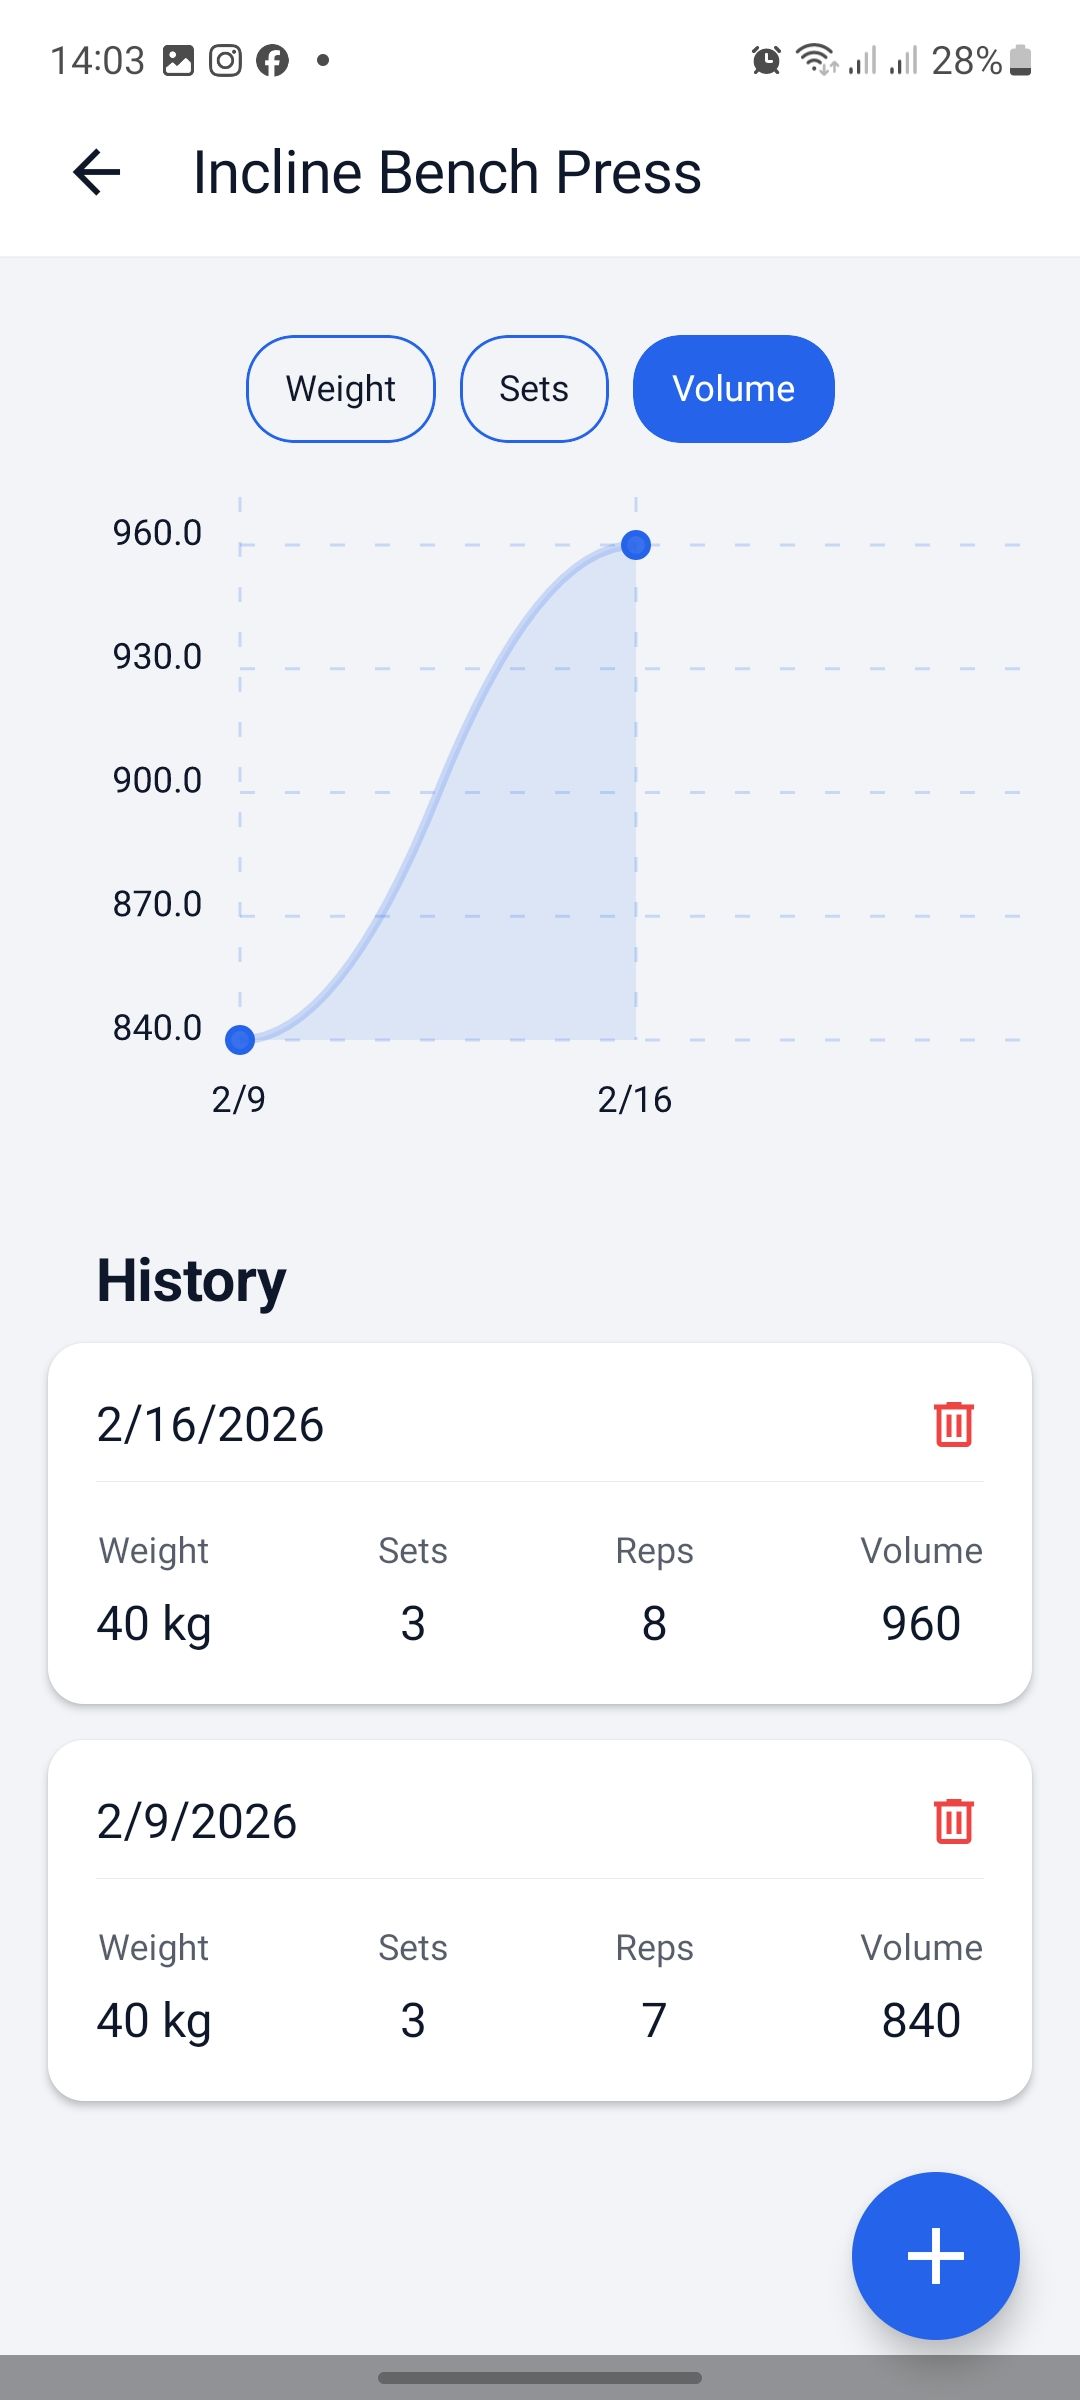 14:03 28%
Incline Bench Press
Weight Sets Volume
960.0
930.0
900.0
870.0
840.0
2/9 2/16
History
2/16/2026
Weight Sets Reps Volume
40 kg 3 8 960
2/9/2026
Weight Sets Reps Volume
40 kg 3 7 840